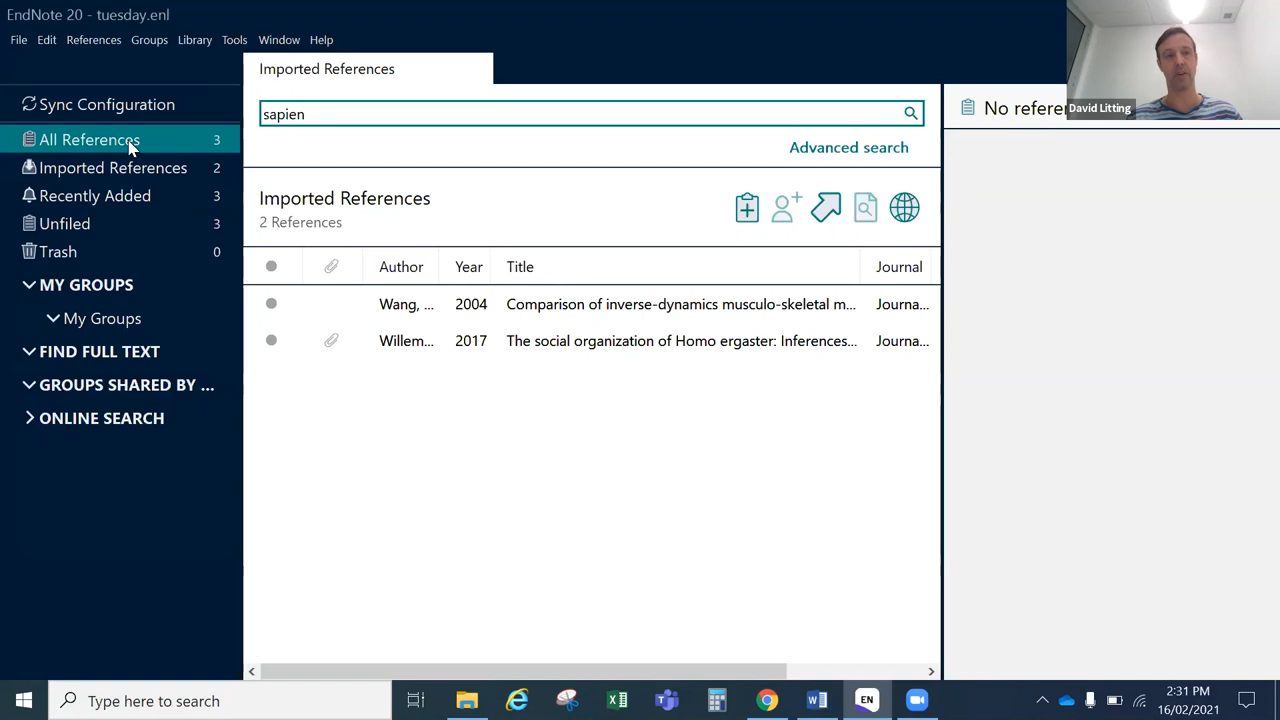 EndNote 20 - tuesday.enl
File Edit References Groups Library Tools Window Help
Imported References
Sync Configuration
sapien
No refere
David Litting
All References 3
Advanced search
Imported References 2
Recently Added 3
Imported References
Unfiled 3
2 References
Trash 0
Author Year Title Journal
MY GROUPS
Wang, ... 2004 Comparison of inverse-dynamics musculo-skeletal m... Journa...
My Groups
Willem... 2017 The social organization of Homo ergaster: Inferences... Journa...
FIND FULL TEXT
GROUPS SHARED BY ...
ONLINE SEARCH
Type here to search
EN
2:31 PM
16/02/2021